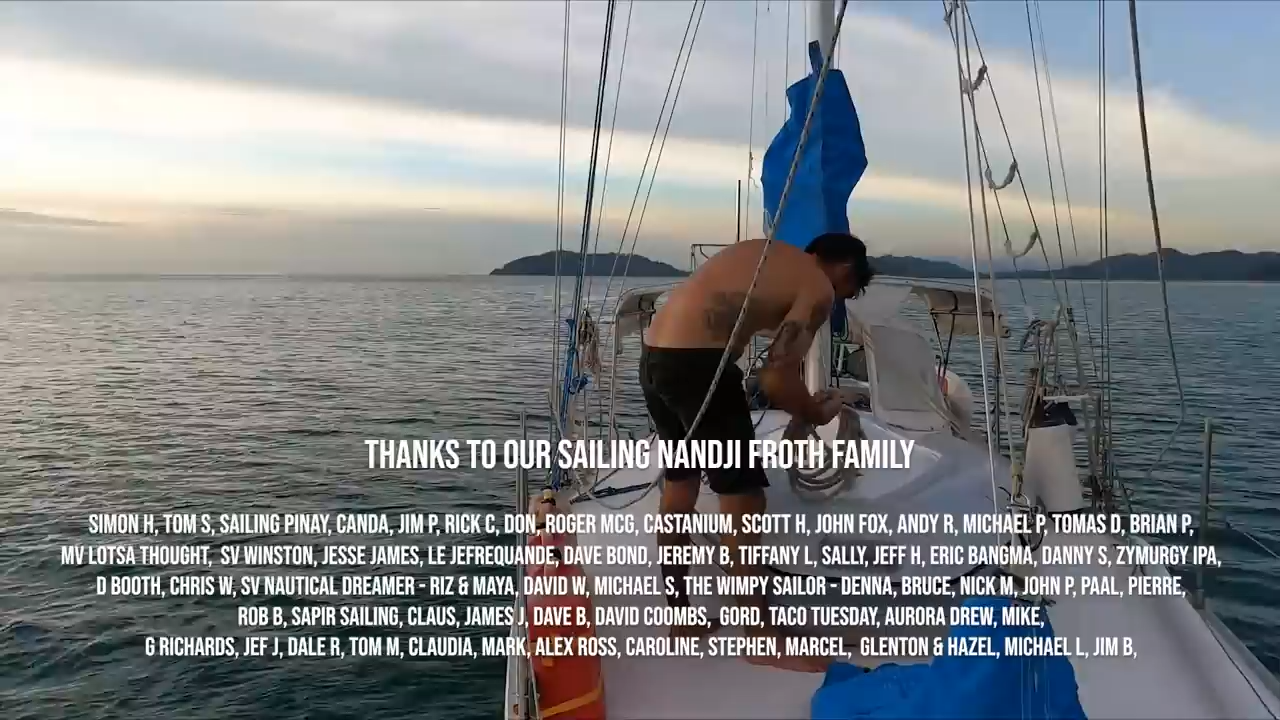 THANKS TO OUR SAILING NANDJI FROTH FAMILY
SIMON H, TOM S, SAILING PINAY, CANDA, JIM P, RICK C, DON, ROGER MCG, CASTANIUM, SCOTT H, JOHN FOX, ANDY R, MICHAEL P, TOMAS D, BRIAN P,
MV LOTSA THOUGHT, SV WINSTON, JESSE JAMES, LE JEFREQUANDE, DAVE BOND, JEREMY B, TIFFANY L, SALLY, JEFF H, ERIC BANGMA, DANNY S, ZYMURGY IPA,
D BOOTH, CHRIS W, SV NAUTICAL DREAMER - RIZ & MAYA, DAVID W, MICHAEL S, THE WIMPY SAILOR - DENNA, BRUCE, NICK M, JOHN P, PAAL, PIERRE,
ROB B, SAPIR SAILING, CLAUS, JAMES J, DAVE B, DAVID COOMBS, GORD, TACO TUESDAY, AURORA DREW, MIKE,
G RICHARDS, JEF J, DALE R, TOM M, CLAUDIA, MARK, ALEX ROSS, CAROLINE, STEPHEN, MARCEL, GLENTON & HAZEL, MICHAEL L, JIM B,